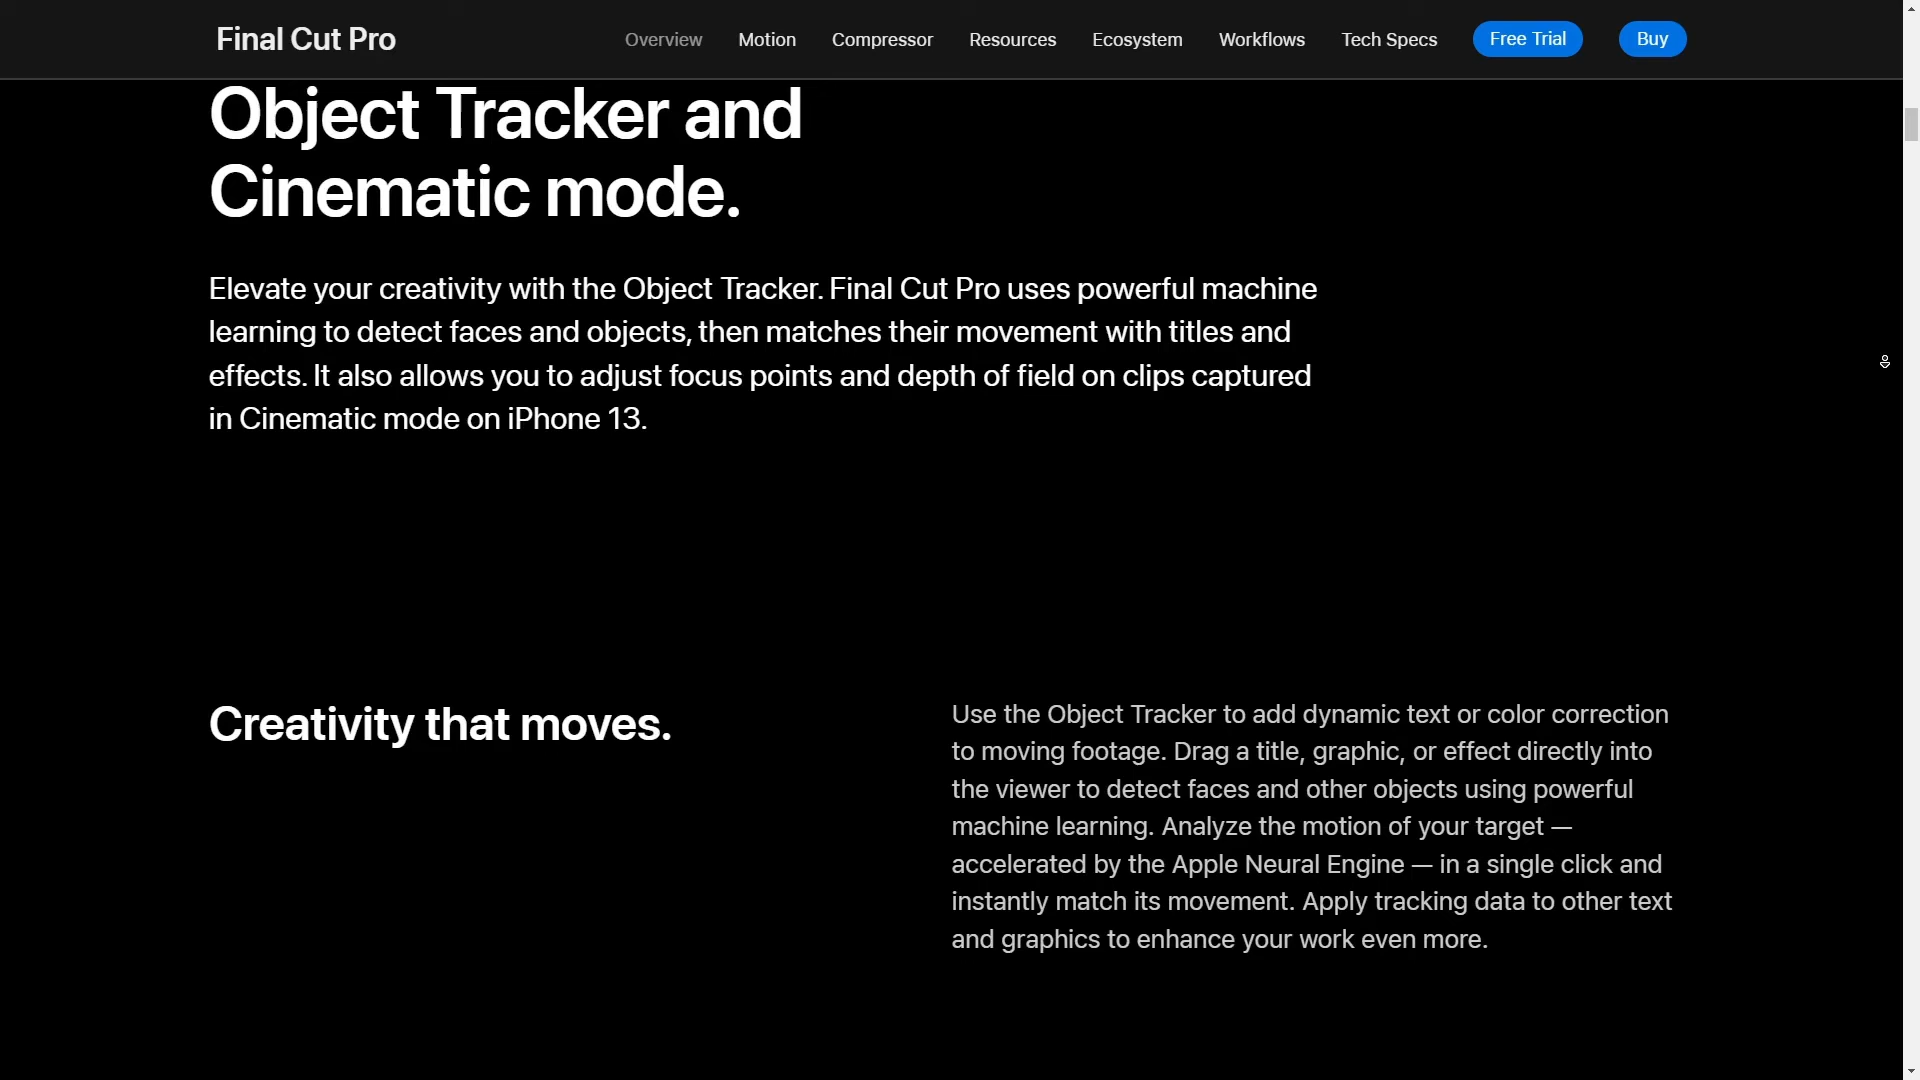 Final Cut Pro
Overview
Motion
Compressor
Resources
Ecosystem
Workflows
Tech Specs
Free Trial
Buy
Object Tracker and
Cinematic mode.
Elevate your creativity with the Object Tracker. Final Cut Pro uses powerful machine
learning to detect faces and objects, then matches their movement with titles and
effects. It also allows you to adjust focus points and depth of field on clips captured
in Cinematic mode on iPhone 13.
Creativity that moves.
Use the Object Tracker to add dynamic text or color correction
to moving footage. Drag a title, graphic, or effect directly into
the viewer to detect faces and other objects using powerful
machine learning. Analyze the motion of your target —
accelerated by the Apple Neural Engine — in a single click and
instantly match its movement. Apply tracking data to other text
and graphics to enhance your work even more.